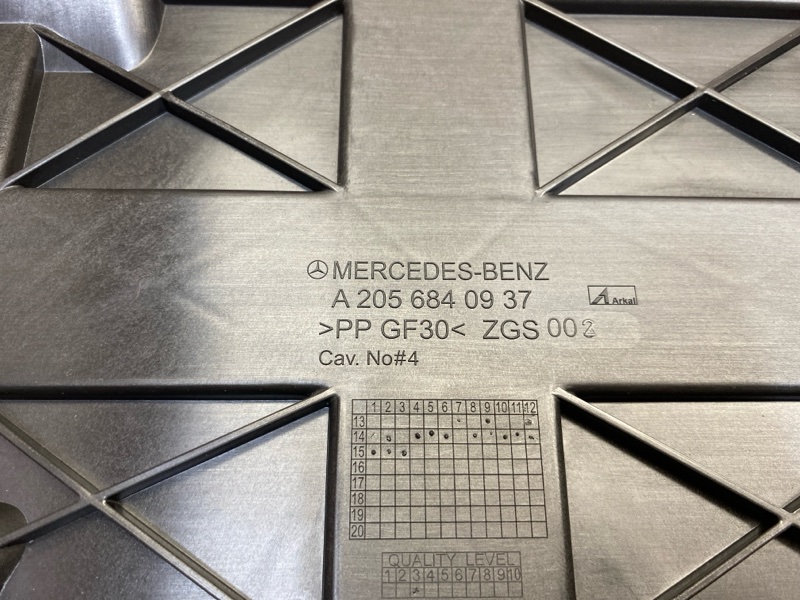 MERCEDES-BENZ
A 205 684 09 37
Arkal
>PP GF30< ZGS 002
Cav. No#4
1 2 3 4 5 6 7 8 9 10 11 12
13
14
15
16
17
18
19
20
QUALITY LEVEL
1 2 3 4 5 6 7 8 9 10